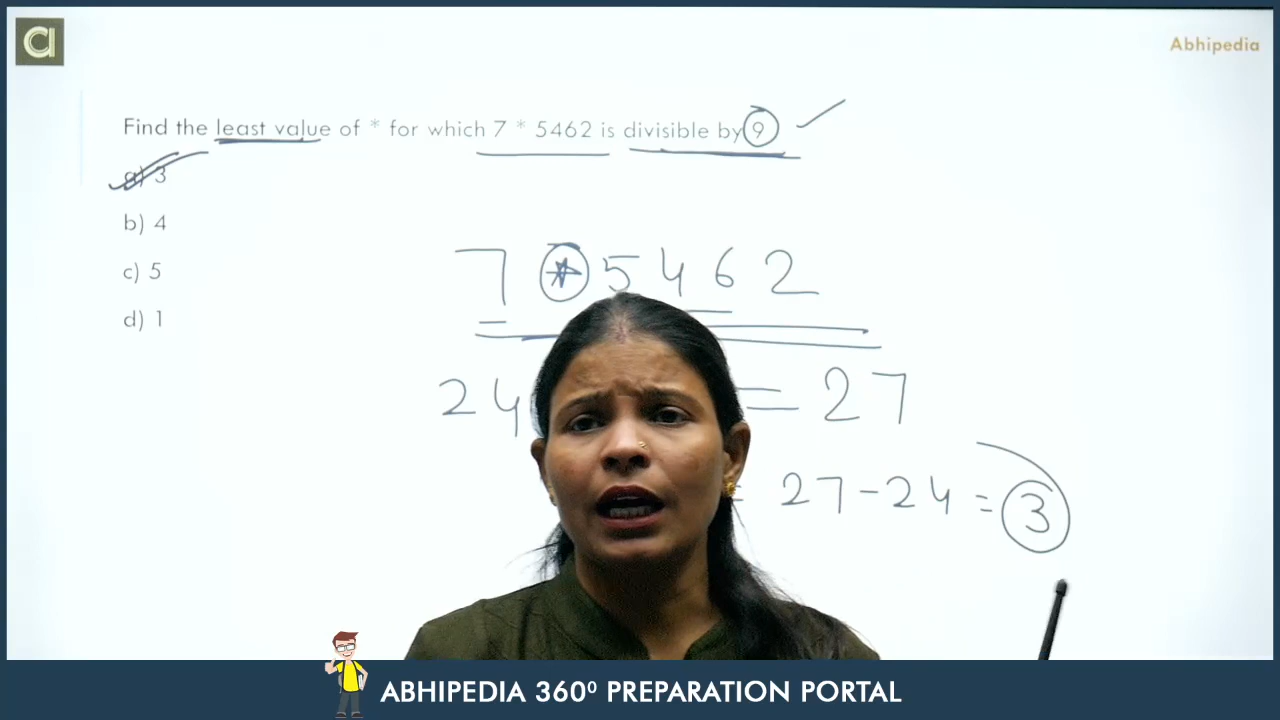 Abhipedia
Find the least value of * for which 7 * 5462 is divisible by 9
a) 3
b) 4
c) 5
d) 1
7 * 5 4 6 2
24 = 27
= 27 - 24 = 3
ABHIPEDIA 360⁰ PREPARATION PORTAL